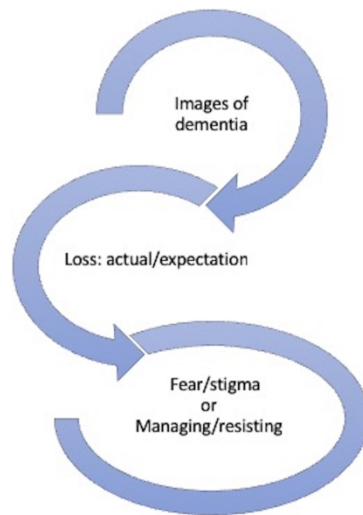 Images of
dementia
Loss: actual/expectation
Fear/stigma
or
Managing/resisting